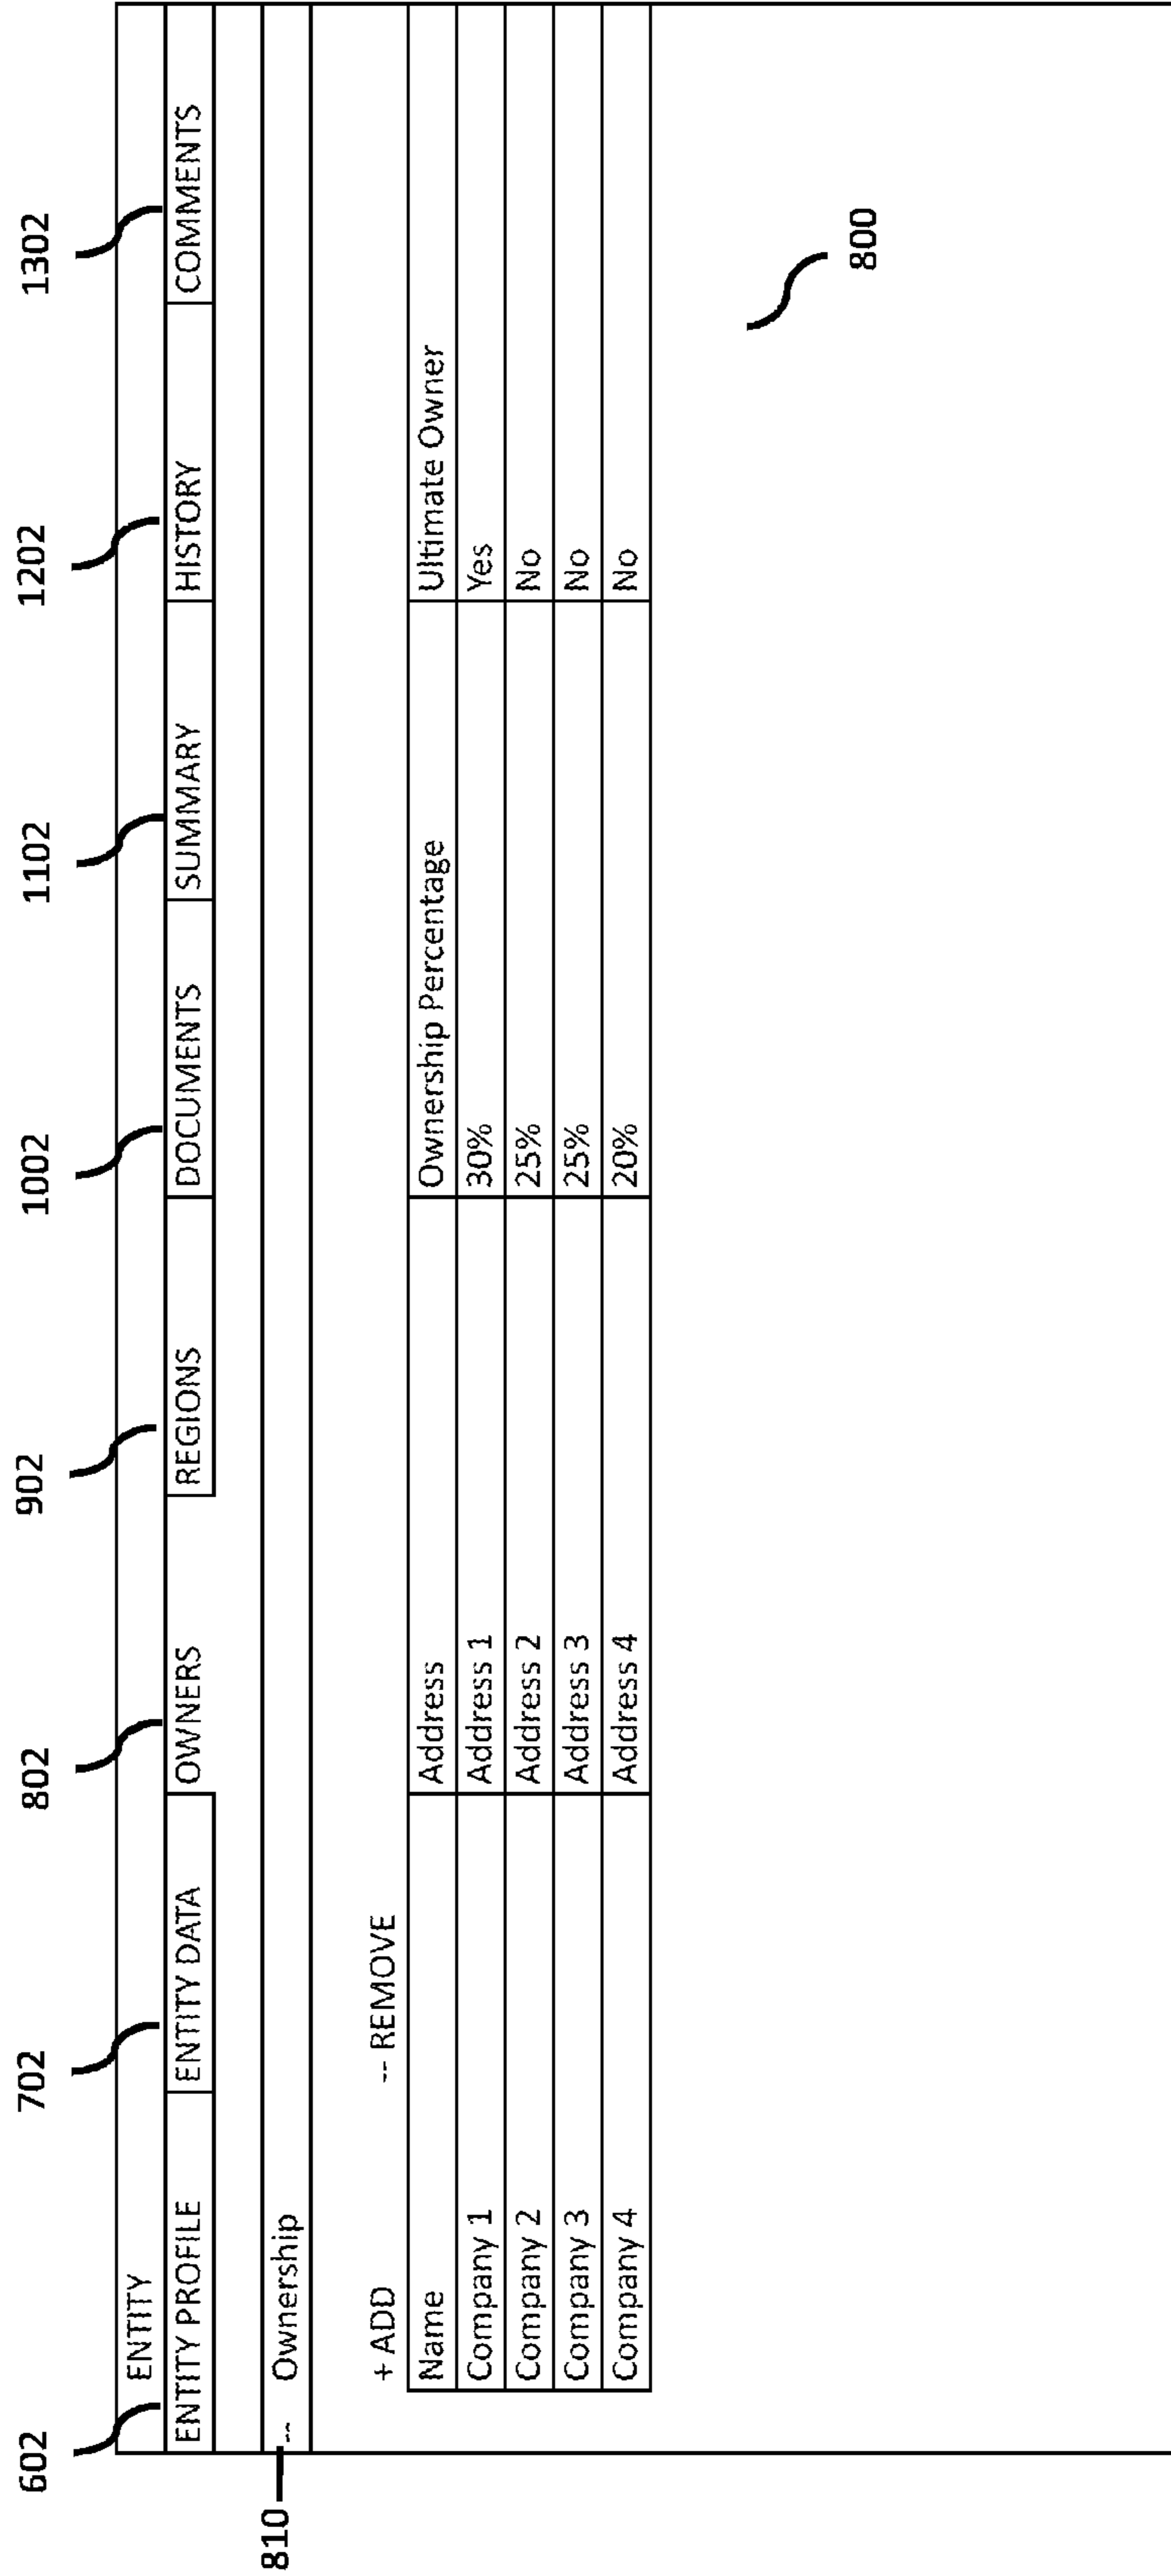 602 702 802 902 1002 1102 1202 1302
ENTITY
ENTITY PROFILE ENTITY DATA OWNERS REGIONS DOCUMENTS SUMMARY HISTORY COMMENTS
810 -- Ownership
+ ADD -- REMOVE
Name Address Ownership Percentage Ultimate Owner
Company 1 Address 1 30% Yes
Company 2 Address 2 25% No
Company 3 Address 3 25% No
Company 4 Address 4 20% No
800